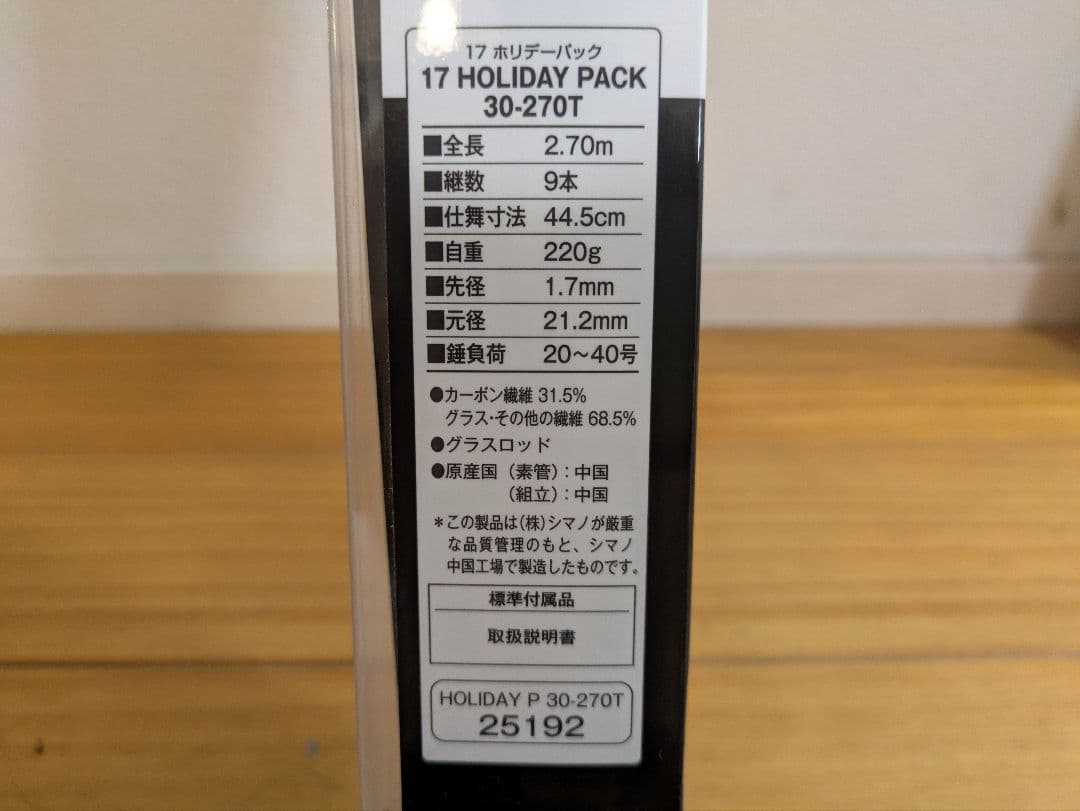 17 ホリデーパック
17 HOLIDAY PACK
30-270T
■全長 2.70m
■継数 9本
■仕舞寸法 44.5cm
■自重 220g
■先径 1.7mm
■元径 21.2mm
■錘負荷 20〜40号
●カーボン繊維 31.5%
グラス・その他の繊維 68.5%
●グラスロッド
●原産国（素管）：中国
（組立）：中国
＊この製品は（株）シマノが厳重
な品質管理のもと、シマノ
中国工場で製造したものです。
標準付属品
取扱説明書
HOLIDAY P 30-270T
25192